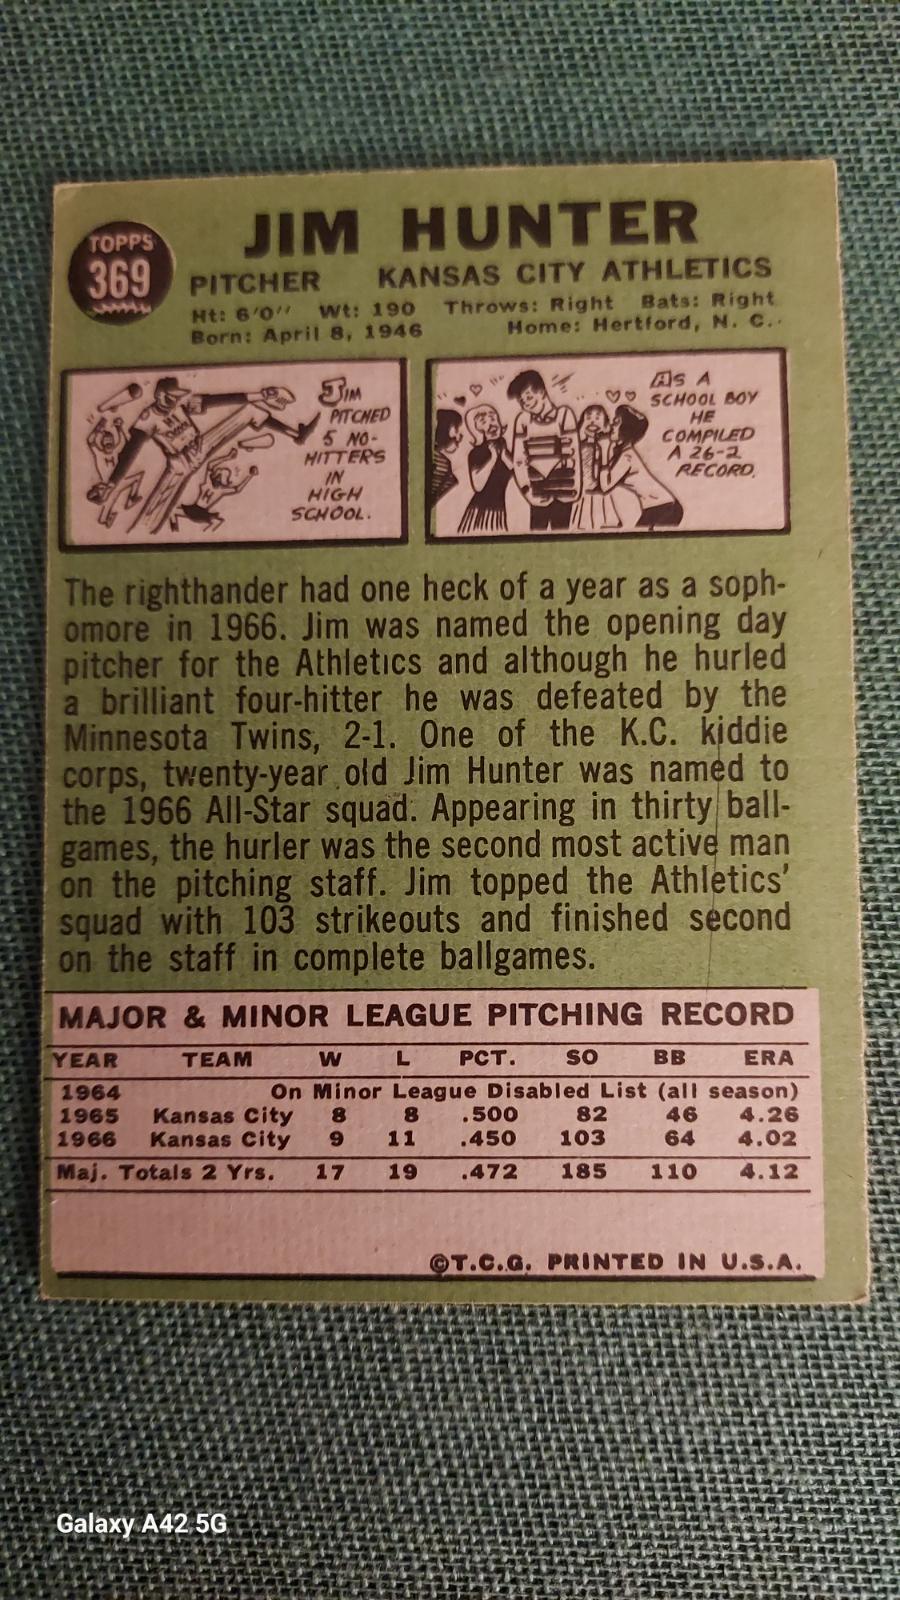 TOPPS
369
JIM HUNTER
PITCHER KANSAS CITY ATHLETICS
Ht: 6'0" Wt: 190 Throws: Right Bats: Right
Born: April 8, 1946 Home: Hertford, N. C.
JIM
PITCHED
5 NO-
HITTERS
IN
HIGH
SCHOOL.
AS A
SCHOOL BOY
HE
COMPILED
A 26-2
RECORD.
The righthander had one heck of a year as a soph-
omore in 1966. Jim was named the opening day
pitcher for the Athletics and although he hurled
a brilliant four-hitter he was defeated by the
Minnesota Twins, 2-1. One of the K.C. kiddie
corps, twenty-year old Jim Hunter was named to
the 1966 All-Star squad. Appearing in thirty ball-
games, the hurler was the second most active man
on the pitching staff. Jim topped the Athletics'
squad with 103 strikeouts and finished second
on the staff in complete ballgames.
MAJOR & MINOR LEAGUE PITCHING RECORD
YEAR TEAM W L PCT. SO BB ERA
1964 On Minor League Disabled List (all season)
1965 Kansas City 8 8 .500 82 46 4.26
1966 Kansas City 9 11 .450 103 64 4.02
Maj. Totals 2 Yrs. 17 19 .472 185 110 4.12
©T.C.G. PRINTED IN U.S.A.
Galaxy A42 5G